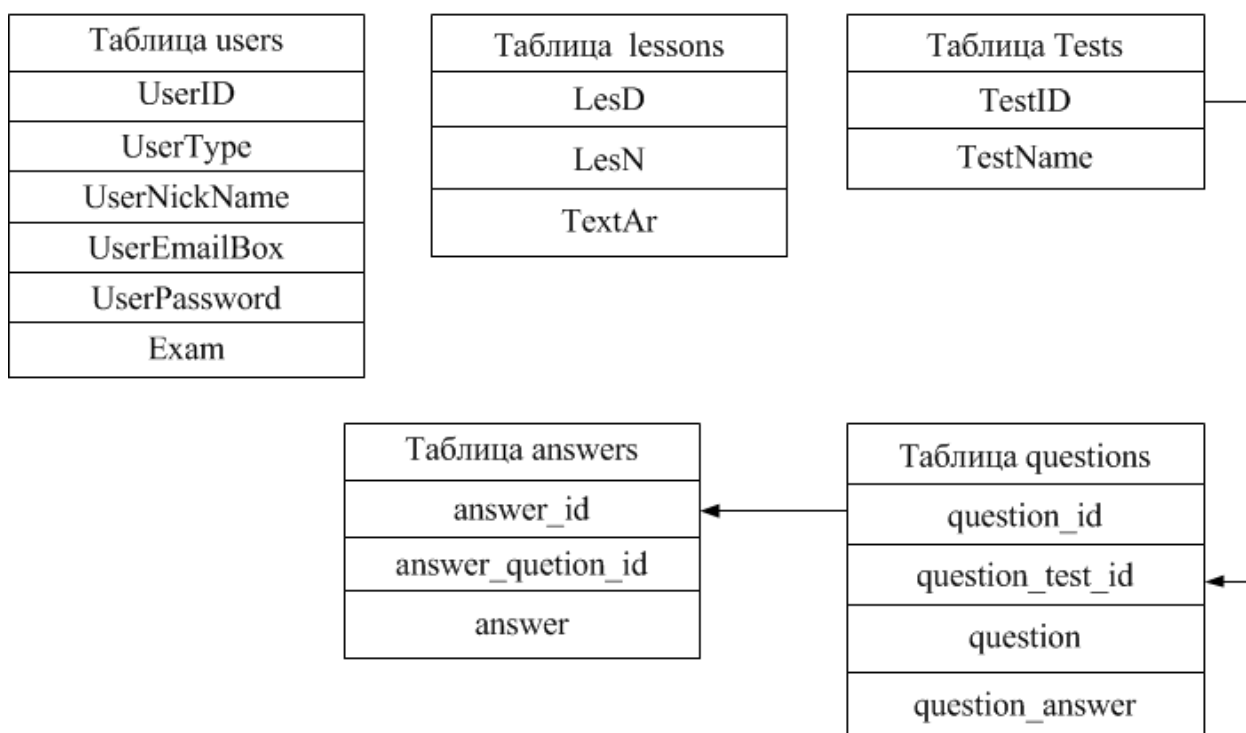 Таблица users
UserID
UserType
UserNickName
UserEmailBox
UserPassword
Exam
Таблица lessons
LesD
LesN
TextAr
Таблица Tests
TestID
TestName
Таблица answers
answer_id
answer_quetion_id
answer
Таблица questions
question_id
question_test_id
question
question_answer